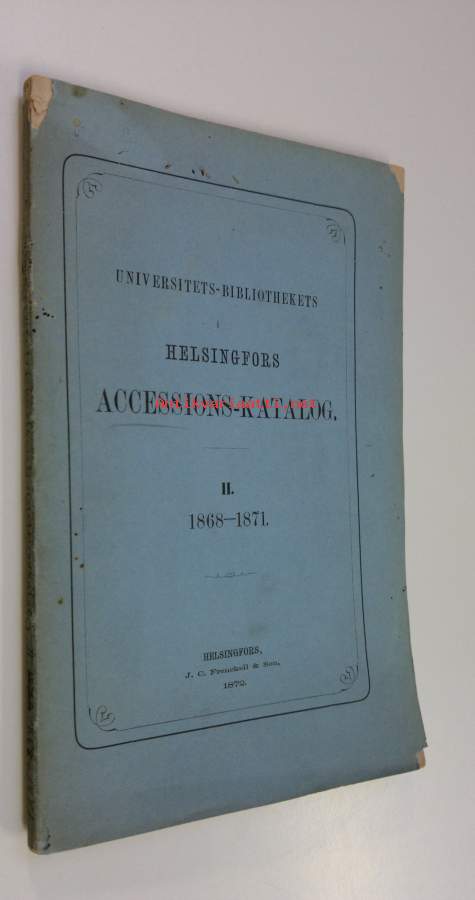 UNIVERSITETS-BIBLIOTHEKETS
I
HELSINGFORS
ACCESSIONS-KATALOG.
II.
1868—1871.
HELSINGFORS,
J. C. Frenckell & Son,
1872.